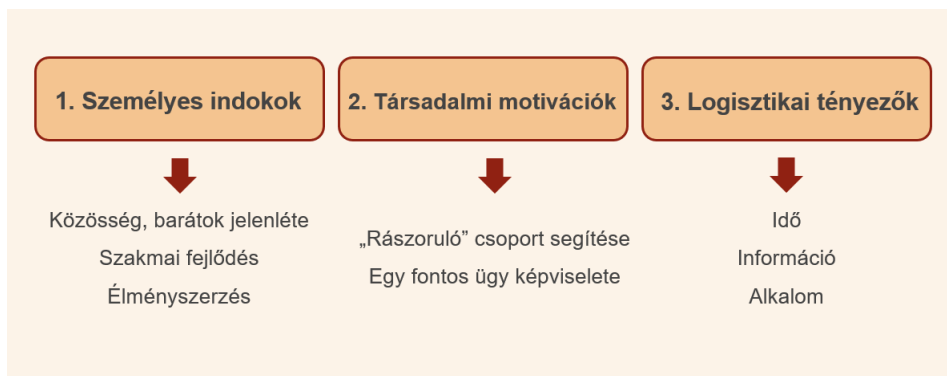 1. Személyes indokok
Közösség, barátok jelenléte
Szakmai fejlődés
Élményszerzés
2. Társadalmi motivációk
„Rászoruló” csoport segítése
Egy fontos ügy képviselete
3. Logisztikai tényezők
Idő
Információ
Alkalom